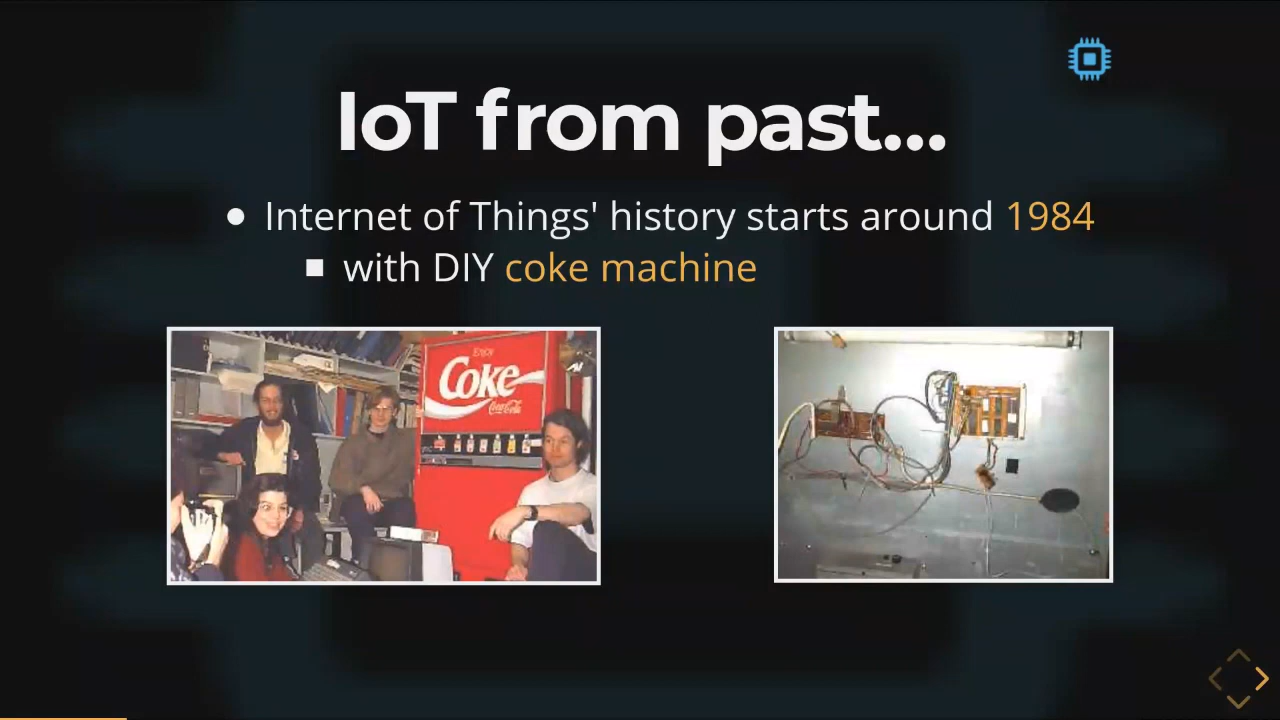 IoT from past...
Internet of Things' history starts around 1984
with DIY coke machine
Enjoy
Coke
Coca-Cola